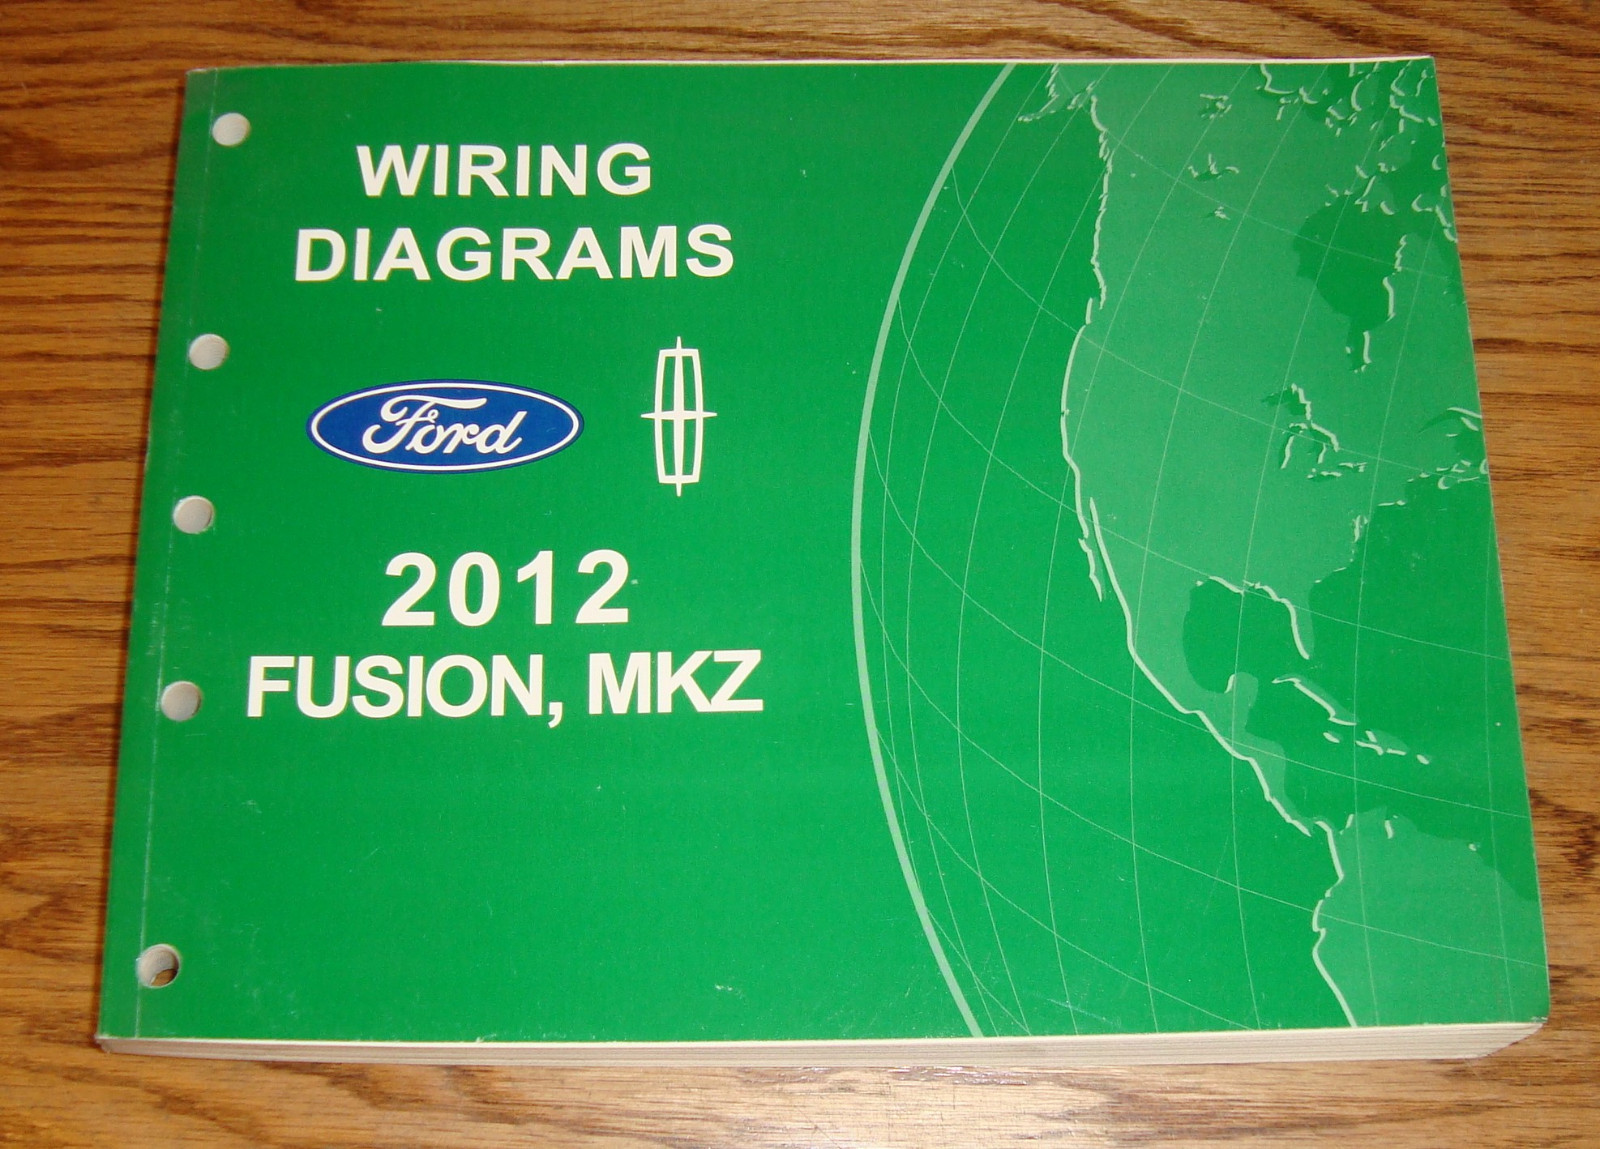 WIRING
DIAGRAMS
Ford
2012
FUSION, MKZ